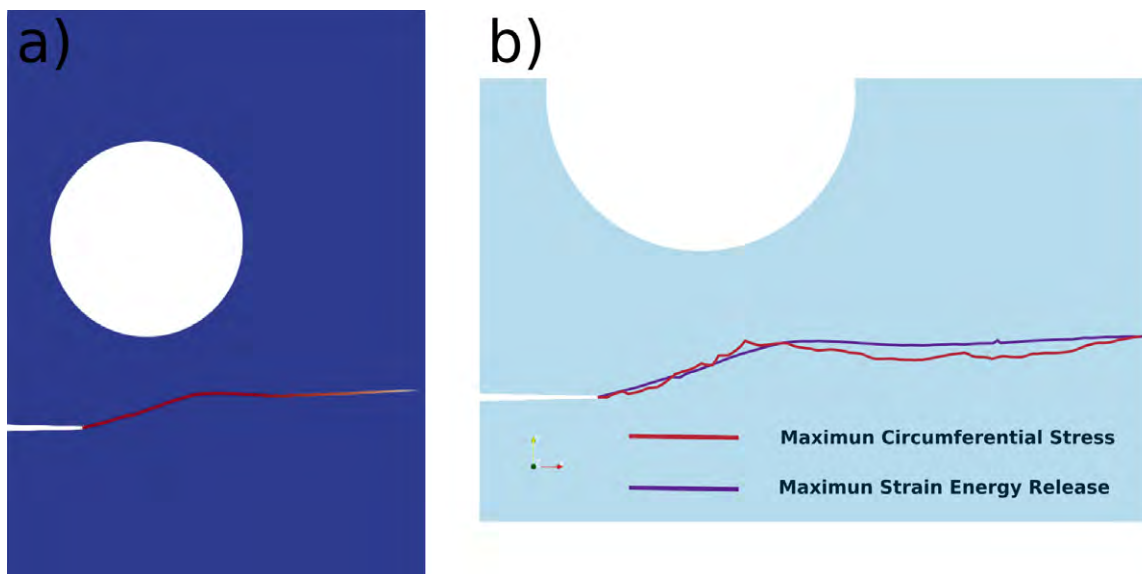 a)
b)
Maximun Circumferential Stress
Maximun Strain Energy Release